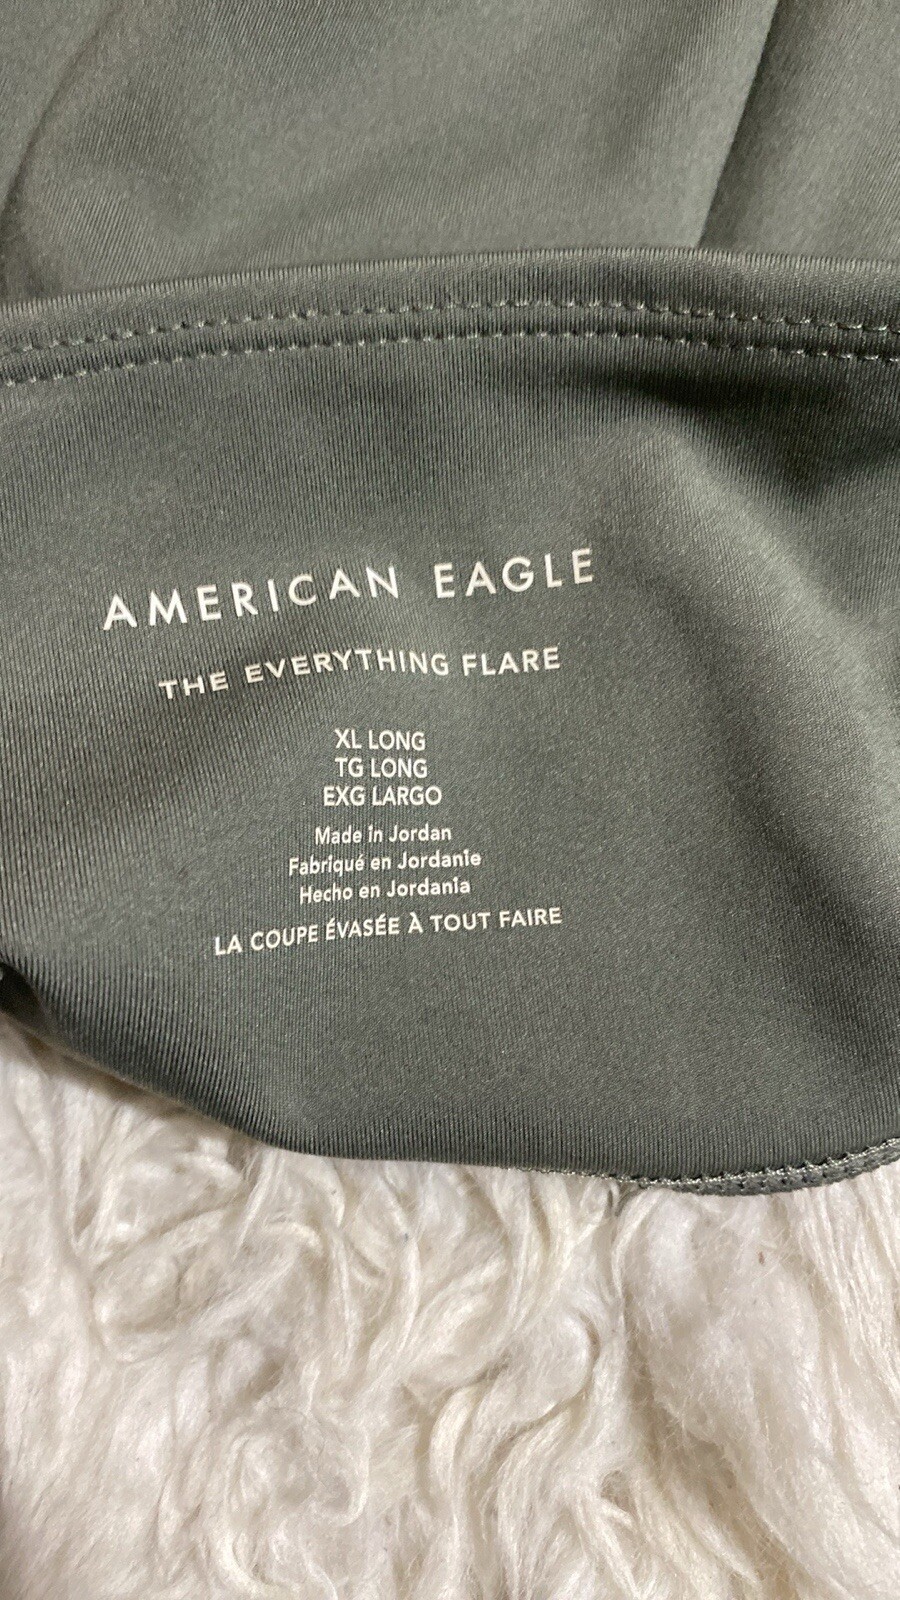 AMERICAN EAGLE
THE EVERYTHING FLARE
XL LONG
TG LONG
EXG LARGO
Made in Jordan
Fabriqué en Jordanie
Hecho en Jordania
LA COUPE ÉVASÉE À TOUT FAIRE